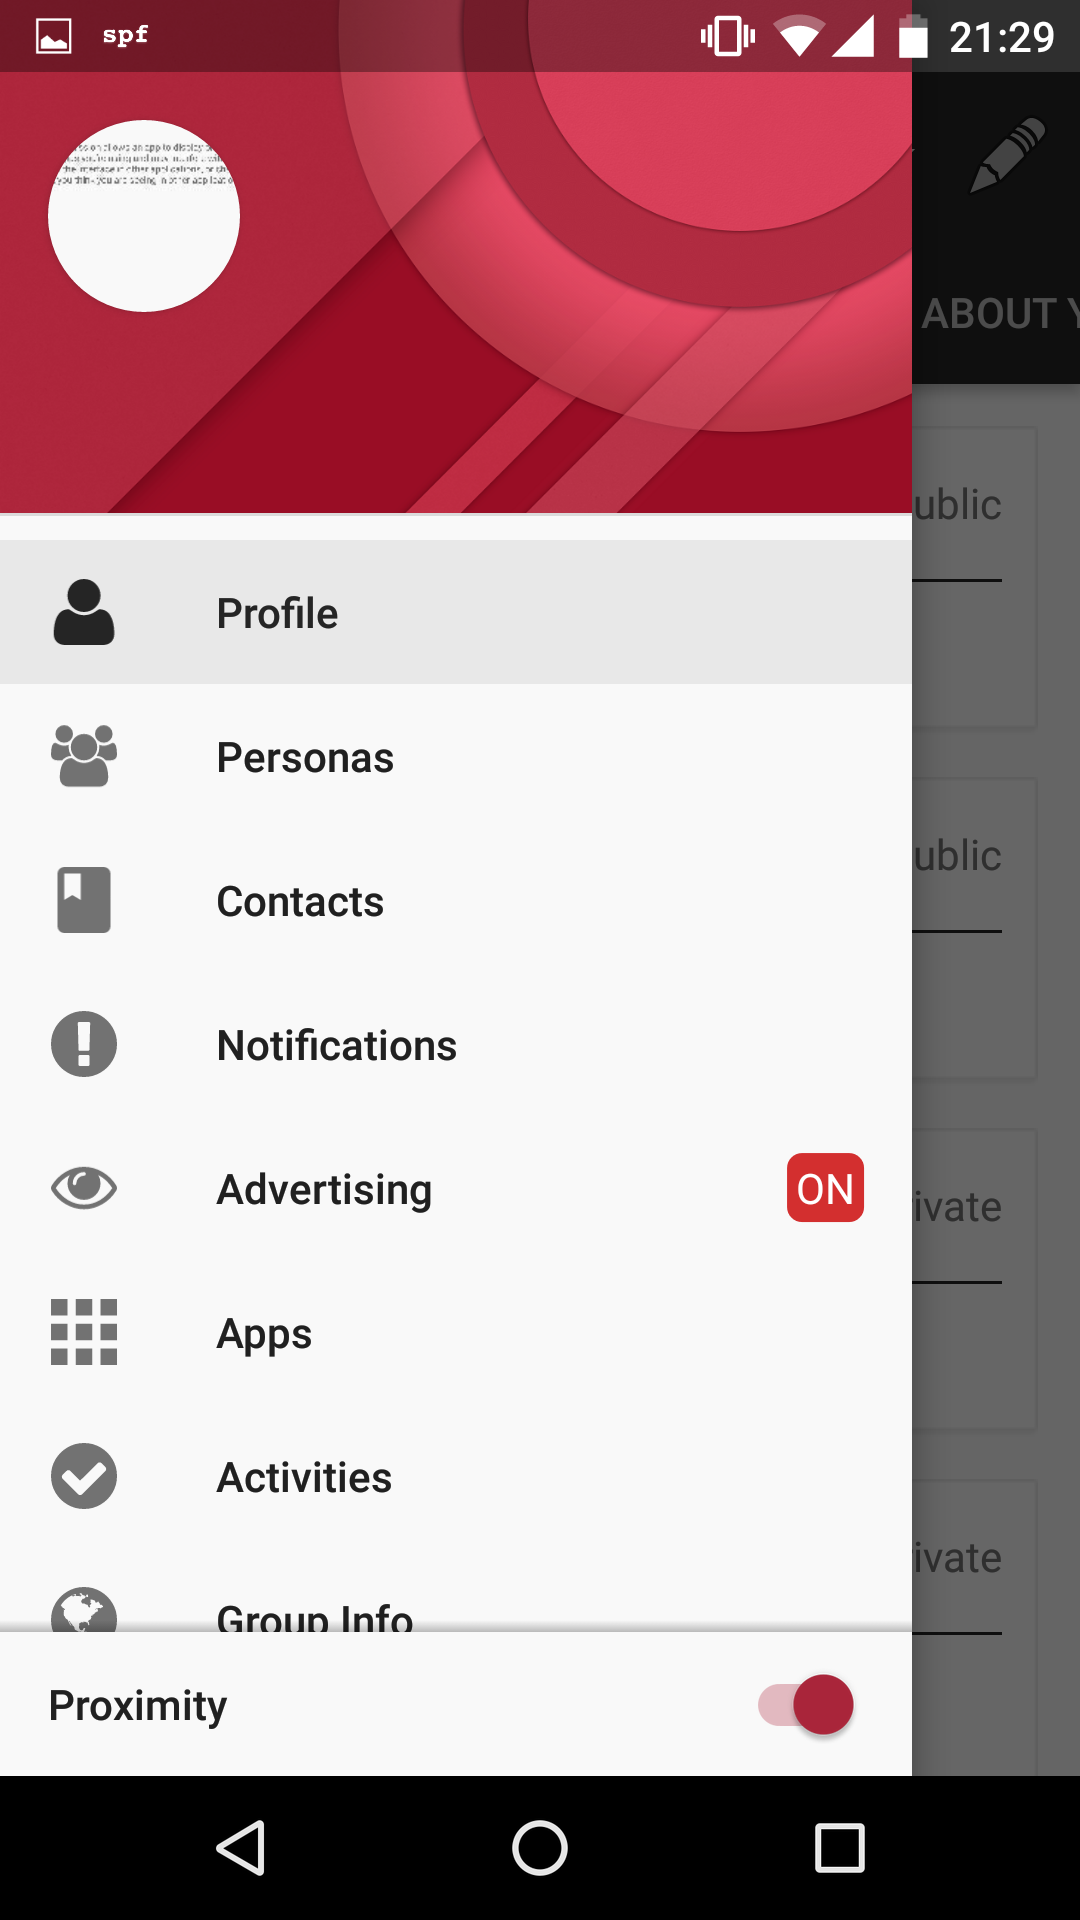 spf
21:29
ABOUT Y
ublic
Profile
Personas
ublic
Contacts
Notifications
Advertising
ON
ivate
Apps
Activities
ivate
Group Info
Proximity